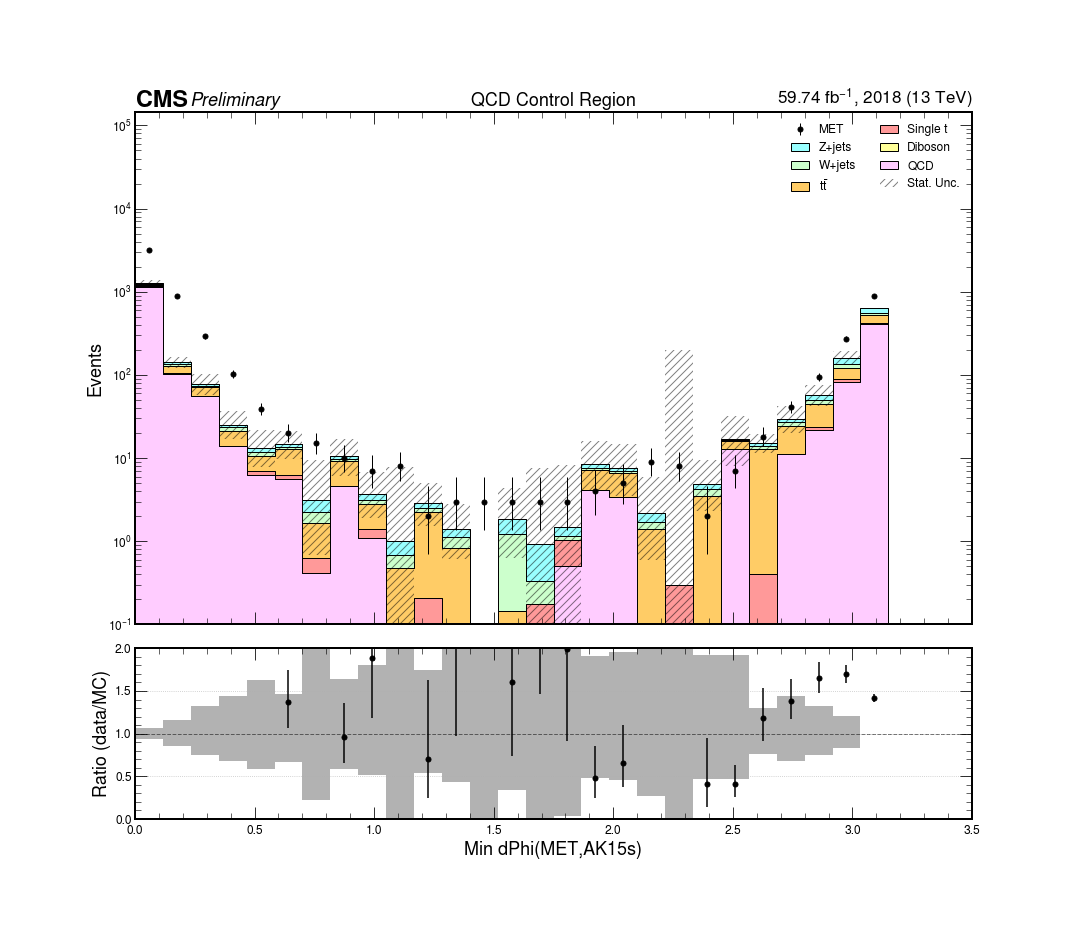 CMS Preliminary QCD Control Region 59.74 fb⁻¹, 2018 (13 TeV)
MET
Z+jets
W+jets
tt̄
Single t
Diboson
QCD
Stat. Unc.
Events
10⁵
10⁴
10³
10²
10¹
10⁰
10⁻¹
Ratio (data/MC)
2.0
1.5
1.0
0.5
0.0
0.0 0.5 1.0 1.5 2.0 2.5 3.0 3.5
Min dPhi(MET,AK15s)